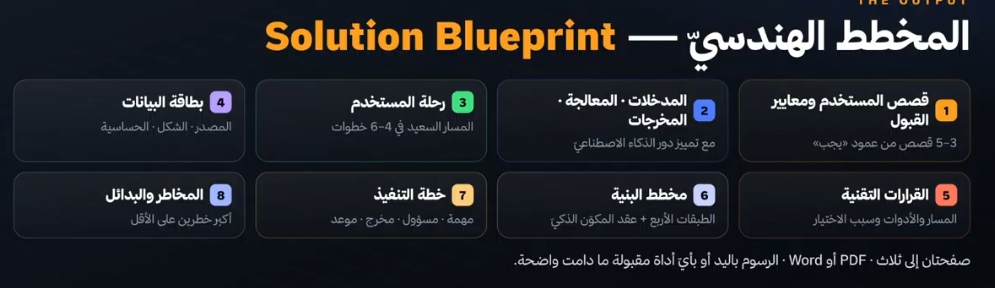 THE OUTPUT
المخطط الهندسيّ — Solution Blueprint
1
قصص المستخدم ومعايير
القبول
3–5 قصص من عمود «يجب»
2
المدخلات · المعالجة ·
المخرجات
مع تمييز دور الذكاء الاصطناعيّ
3
رحلة المستخدم
المسار السعيد في 4–6 خطوات
4
بطاقة البيانات
المصدر · الشكل · الحساسية
5
القرارات التقنية
المسار والأدوات وسبب الاختيار
6
مخطط البنية
الطبقات الأربع + عقد المكوّن الذكيّ
7
خطة التنفيذ
مهمة · مسؤول · مخرج · موعد
8
المخاطر والبدائل
أكبر خطرين على الأقل
صفحتان إلى ثلاث · PDF أو Word · الرسوم باليد أو بأيّ أداة مقبولة ما دامت واضحة.